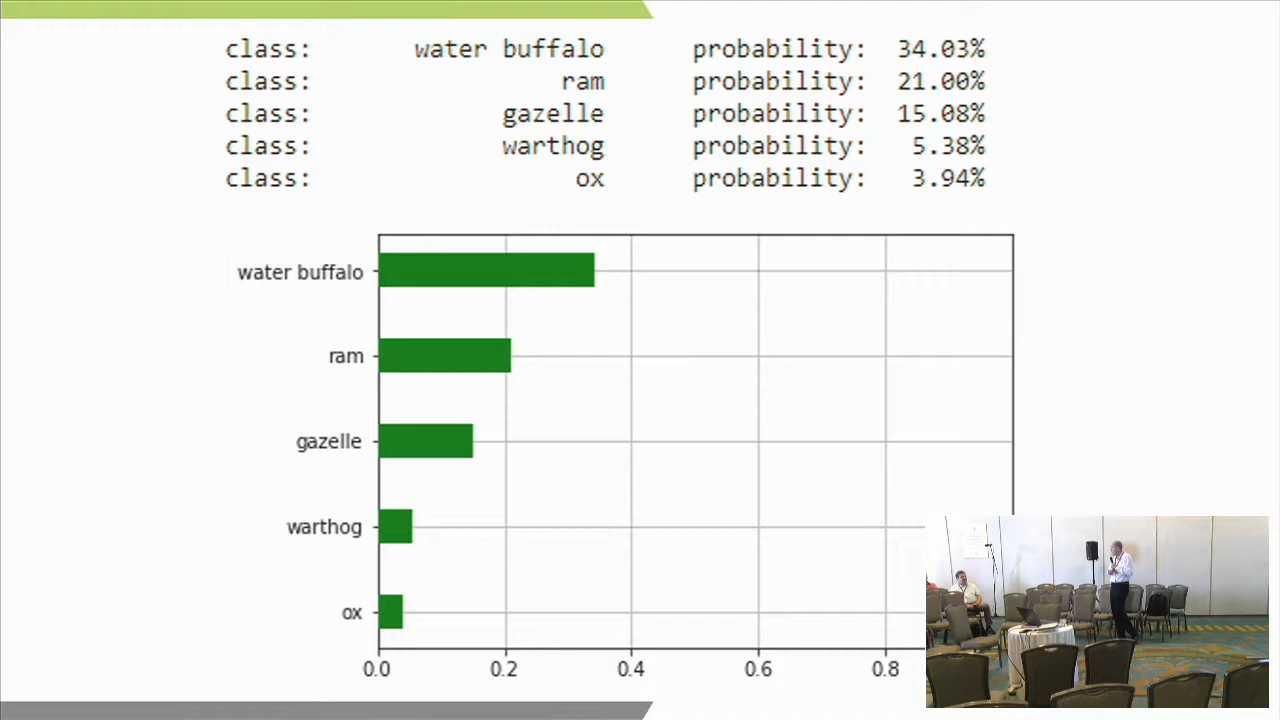 class: water buffalo probability: 34.03%
class: ram probability: 21.00%
class: gazelle probability: 15.08%
class: warthog probability: 5.38%
class: ox probability: 3.94%
water buffalo
ram
gazelle
warthog
ox
0.0 0.2 0.4 0.6 0.8